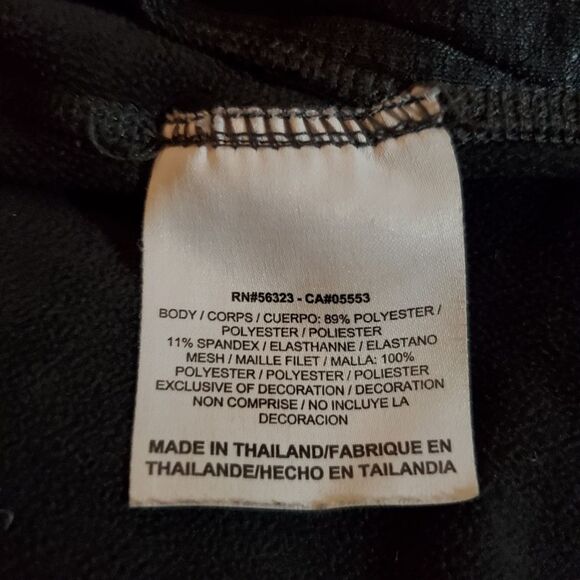 RN#56323 - CA#05553
BODY / CORPS / CUERPO: 89% POLYESTER /
POLYESTER / POLIESTER
11% SPANDEX / ELASTHANNE / ELASTANO
MESH / MAILLE FILET / MALLA: 100%
POLYESTER / POLYESTER / POLIESTER
EXCLUSIVE OF DECORATION / DECORATION
NON COMPRISE / NO INCLUYE LA
DECORACION
MADE IN THAILAND/FABRIQUE EN
THAILANDE/HECHO EN TAILANDIA